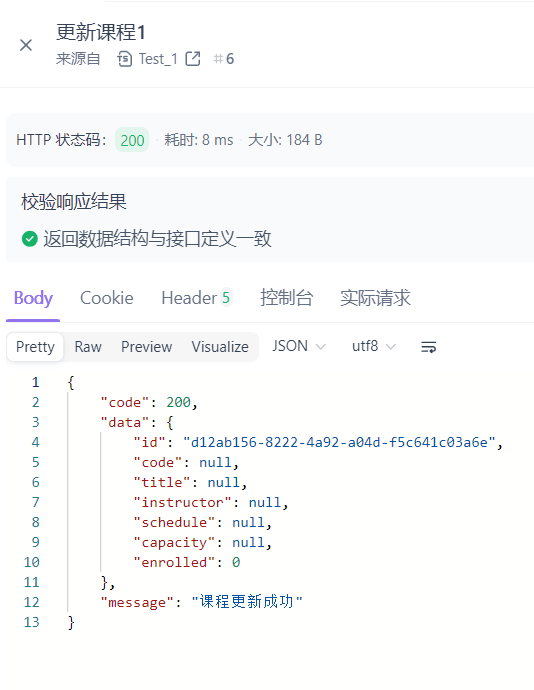 更新课程1
来源自 TS Test_1 #6
HTTP 状态码: 200 · 耗时: 8 ms · 大小: 184 B
校验响应结果
返回数据结构与接口定义一致
Body Cookie Header 5 控制台 实际请求
Pretty Raw Preview Visualize JSON utf8
1 {
2 "code": 200,
3 "data": {
4 "id": "d12ab156-8222-4a92-a04d-f5c641c03a6e",
5 "code": null,
6 "title": null,
7 "instructor": null,
8 "schedule": null,
9 "capacity": null,
10 "enrolled": 0
11 },
12 "message": "课程更新成功"
13 }